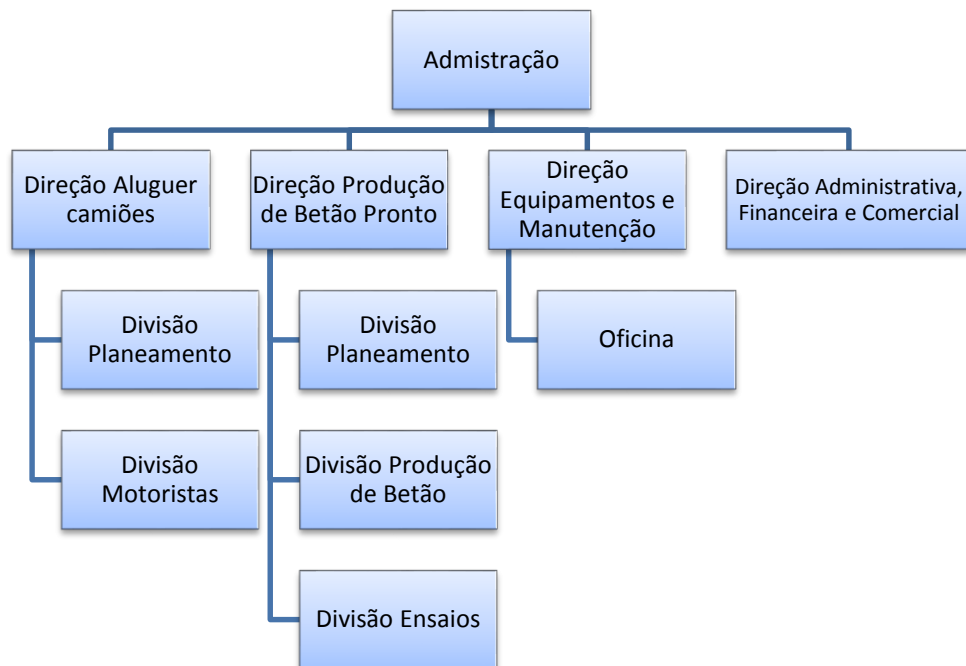 Admistração
Direção Aluguer
camiões
Direção Produção
de Betão Pronto
Direção
Equipamentos e
Manutenção
Direção Administrativa,
Financeira e Comercial
Divisão
Planeamento
Divisão
Planeamento
Oficina
Divisão
Motoristas
Divisão Produção
de Betão
Divisão Ensaios